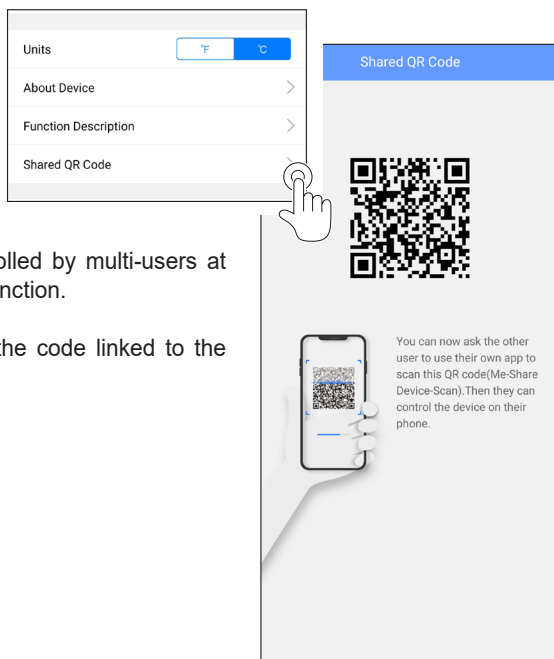 Units
°F
°C
About Device
Function Description
Shared QR Code
Shared QR Code
by multi-users at
the code linked to the
You can now ask the other
user to use their own app to
scan this QR code(Me-Share
Device-Scan).Then they can
control the device on their
phone.